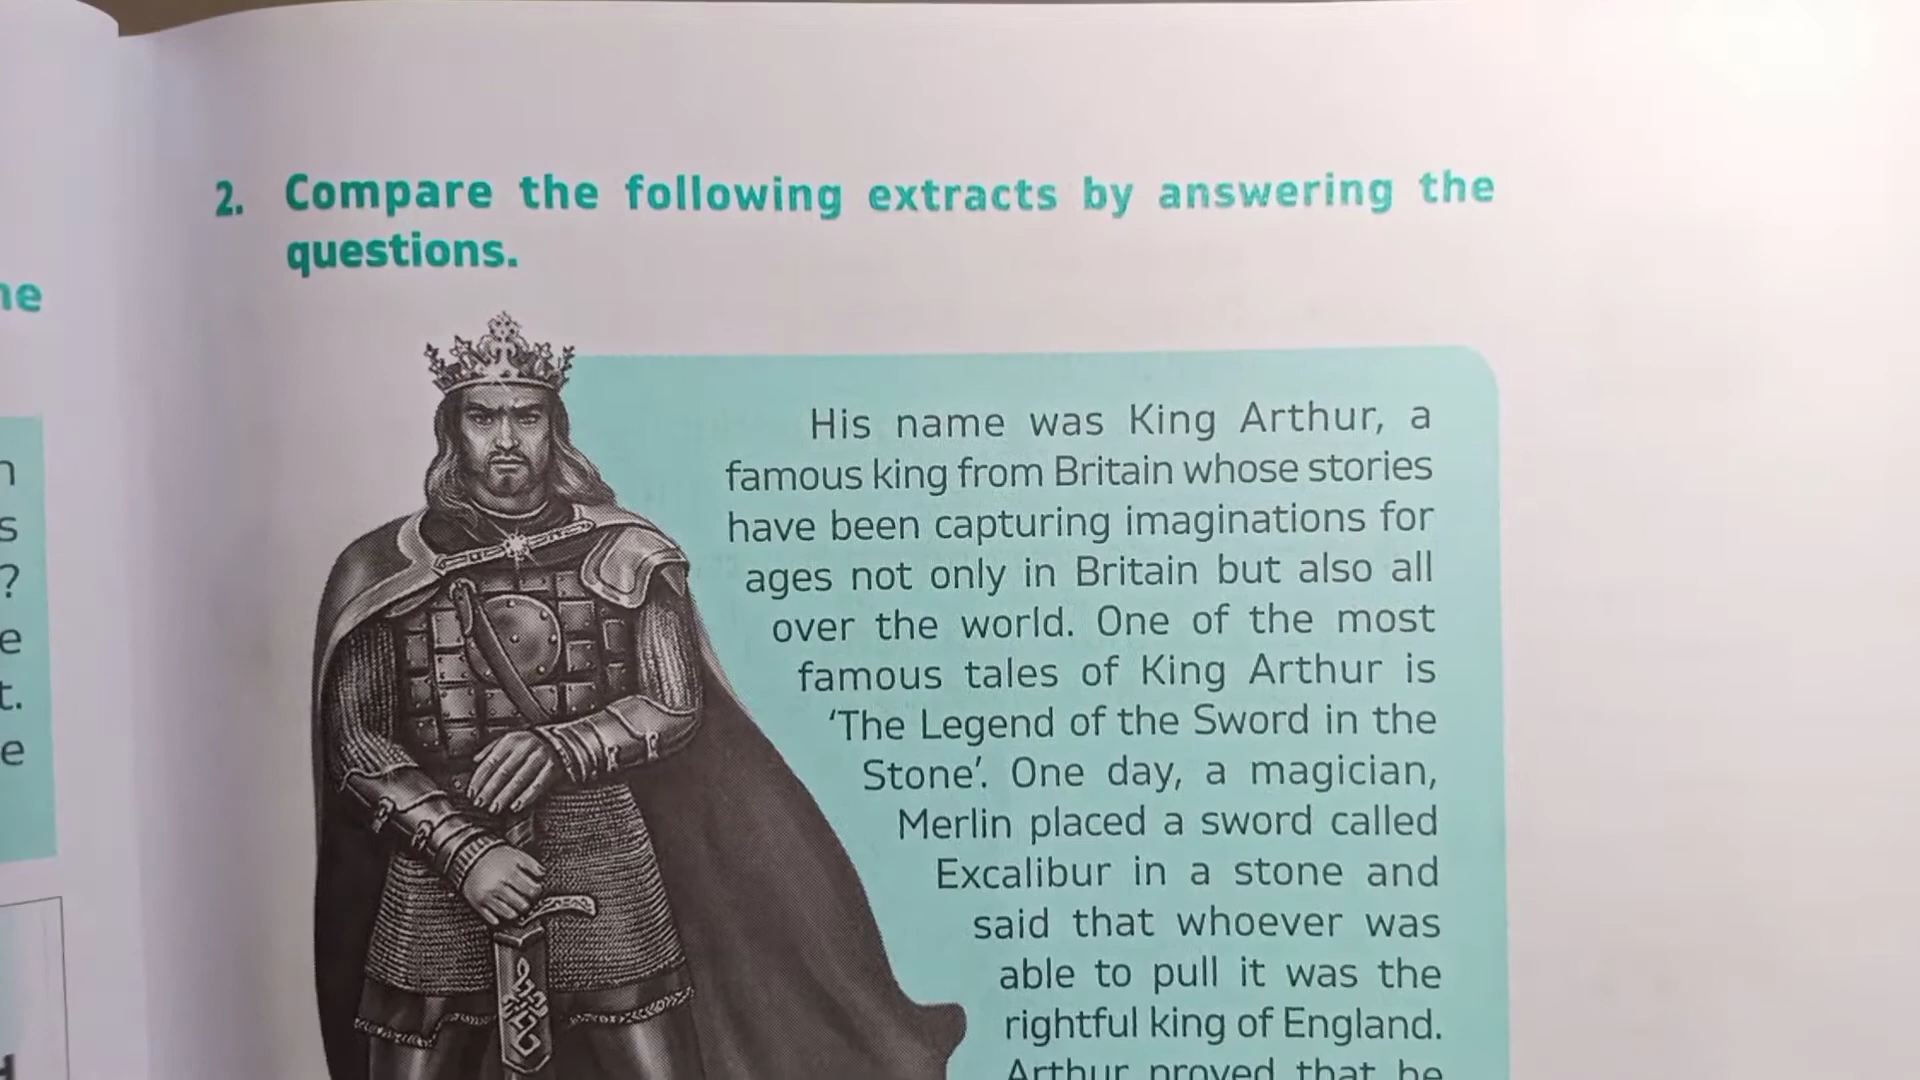 2. Compare the following extracts by answering the
questions.
His name was King Arthur, a
famous king from Britain whose stories
have been capturing imaginations for
ages not only in Britain but also all
over the world. One of the most
famous tales of King Arthur is
‘The Legend of the Sword in the
Stone’. One day, a magician,
Merlin placed a sword called
Excalibur in a stone and
said that whoever was
able to pull it was the
rightful king of England.
Arthur proved that he